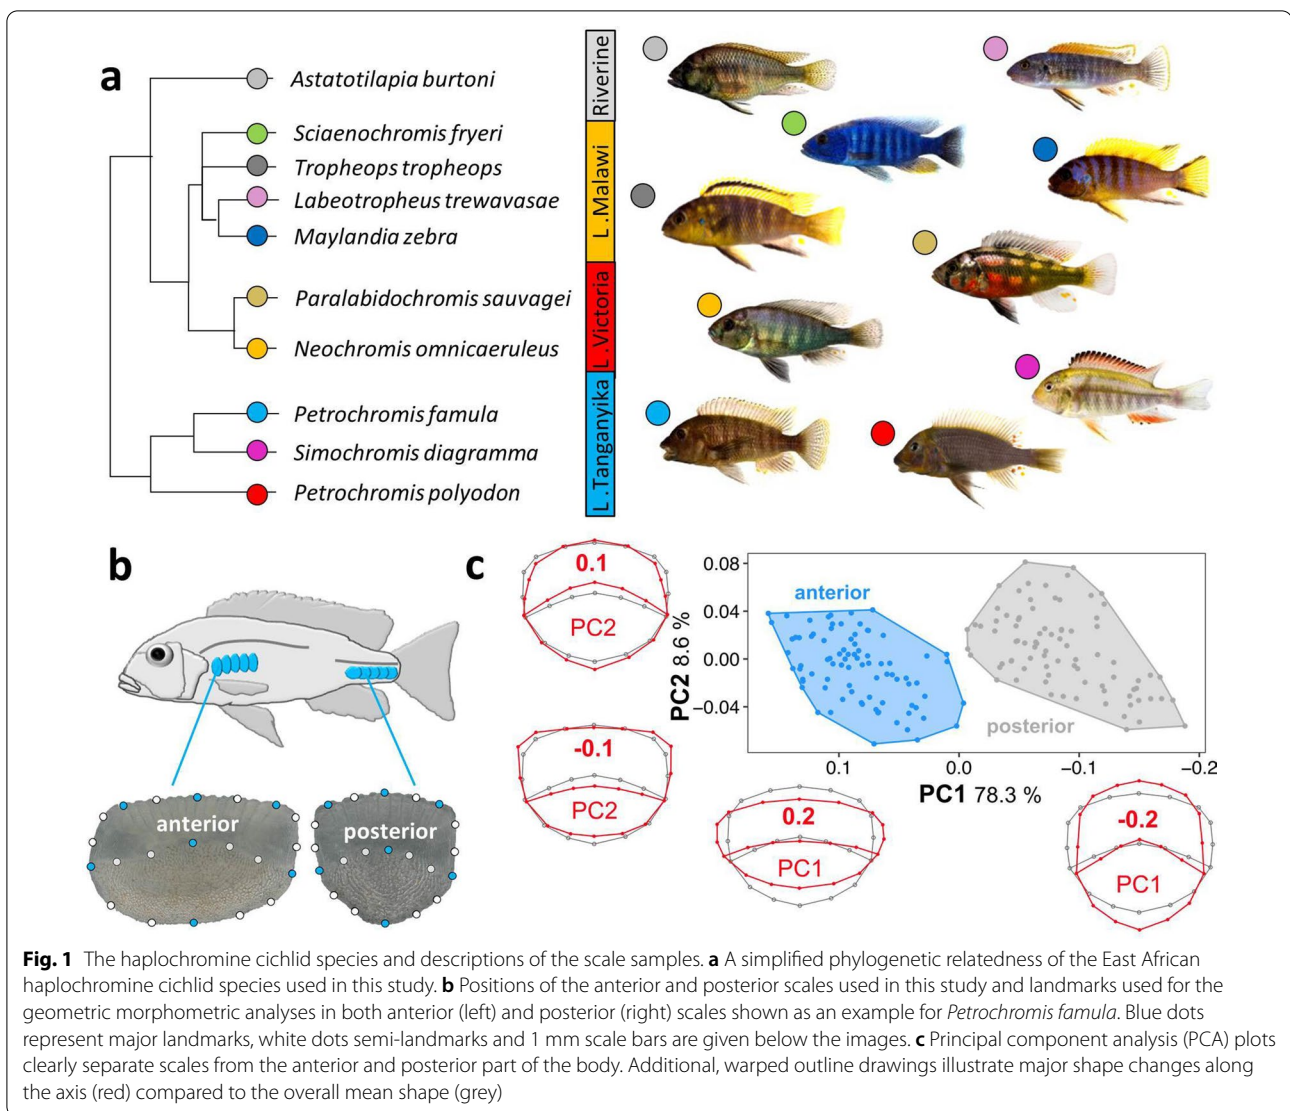 a
Astatotilapia burtoni
Sciaenochromis fryeri
Tropheops tropheops
Labeotropheus trewavasae
Maylandia zebra
Paralabidochromis sauvagei
Neochromis omnicaeruleus
Petrochromis famula
Simochromis diagramma
Petrochromis polyodon
Riverine
L .Malawi
L .Victoria
L .Tanganyika
b
anterior
posterior
c
0.1
PC2
-0.1
PC2
PC2 8.6 %
0.08
0.04
0.00
−0.04
anterior
posterior
0.1
0.0
−0.1
−0.2
PC1 78.3 %
0.2
PC1
-0.2
PC1
Fig. 1 The haplochromine cichlid species and descriptions of the scale samples. a A simplified phylogenetic relatedness of the East African
haplochromine cichlid species used in this study. b Positions of the anterior and posterior scales used in this study and landmarks used for the
geometric morphometric analyses in both anterior (left) and posterior (right) scales shown as an example for Petrochromis famula. Blue dots
represent major landmarks, white dots semi-landmarks and 1 mm scale bars are given below the images. c Principal component analysis (PCA) plots
clearly separate scales from the anterior and posterior part of the body. Additional, warped outline drawings illustrate major shape changes along
the axis (red) compared to the overall mean shape (grey)